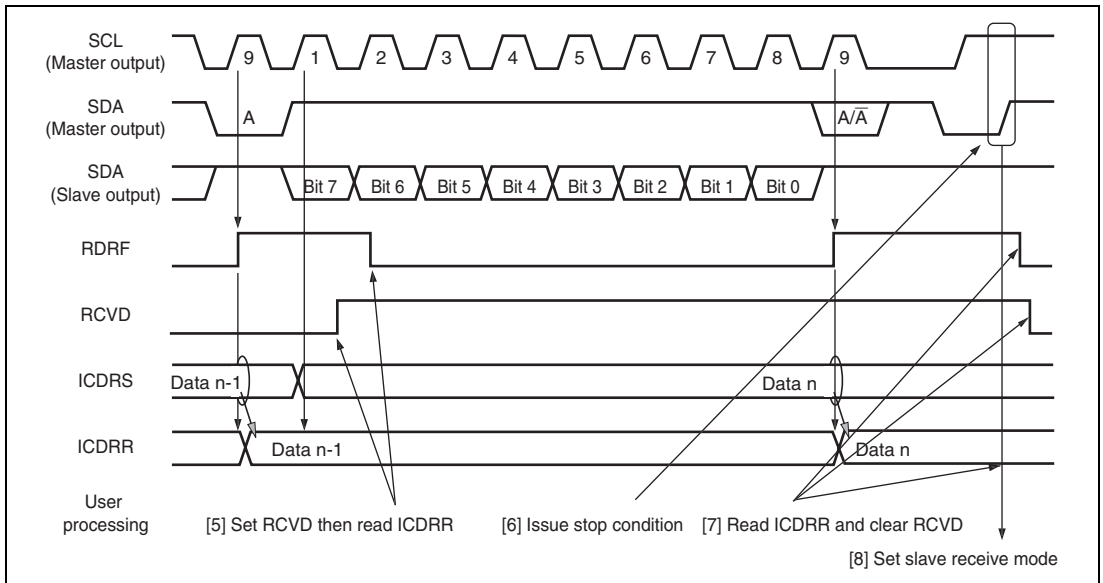 SCL
(Master output)
9 1 2 3 4 5 6 7 8 9
SDA
(Master output)
A A/A̅
SDA
(Slave output)
Bit 7 Bit 6 Bit 5 Bit 4 Bit 3 Bit 2 Bit 1 Bit 0
RDRF
RCVD
ICDRS
Data n-1 Data n
ICDRR
Data n-1 Data n
User
processing
[5] Set RCVD then read ICDRR [6] Issue stop condition [7] Read ICDRR and clear RCVD
[8] Set slave receive mode